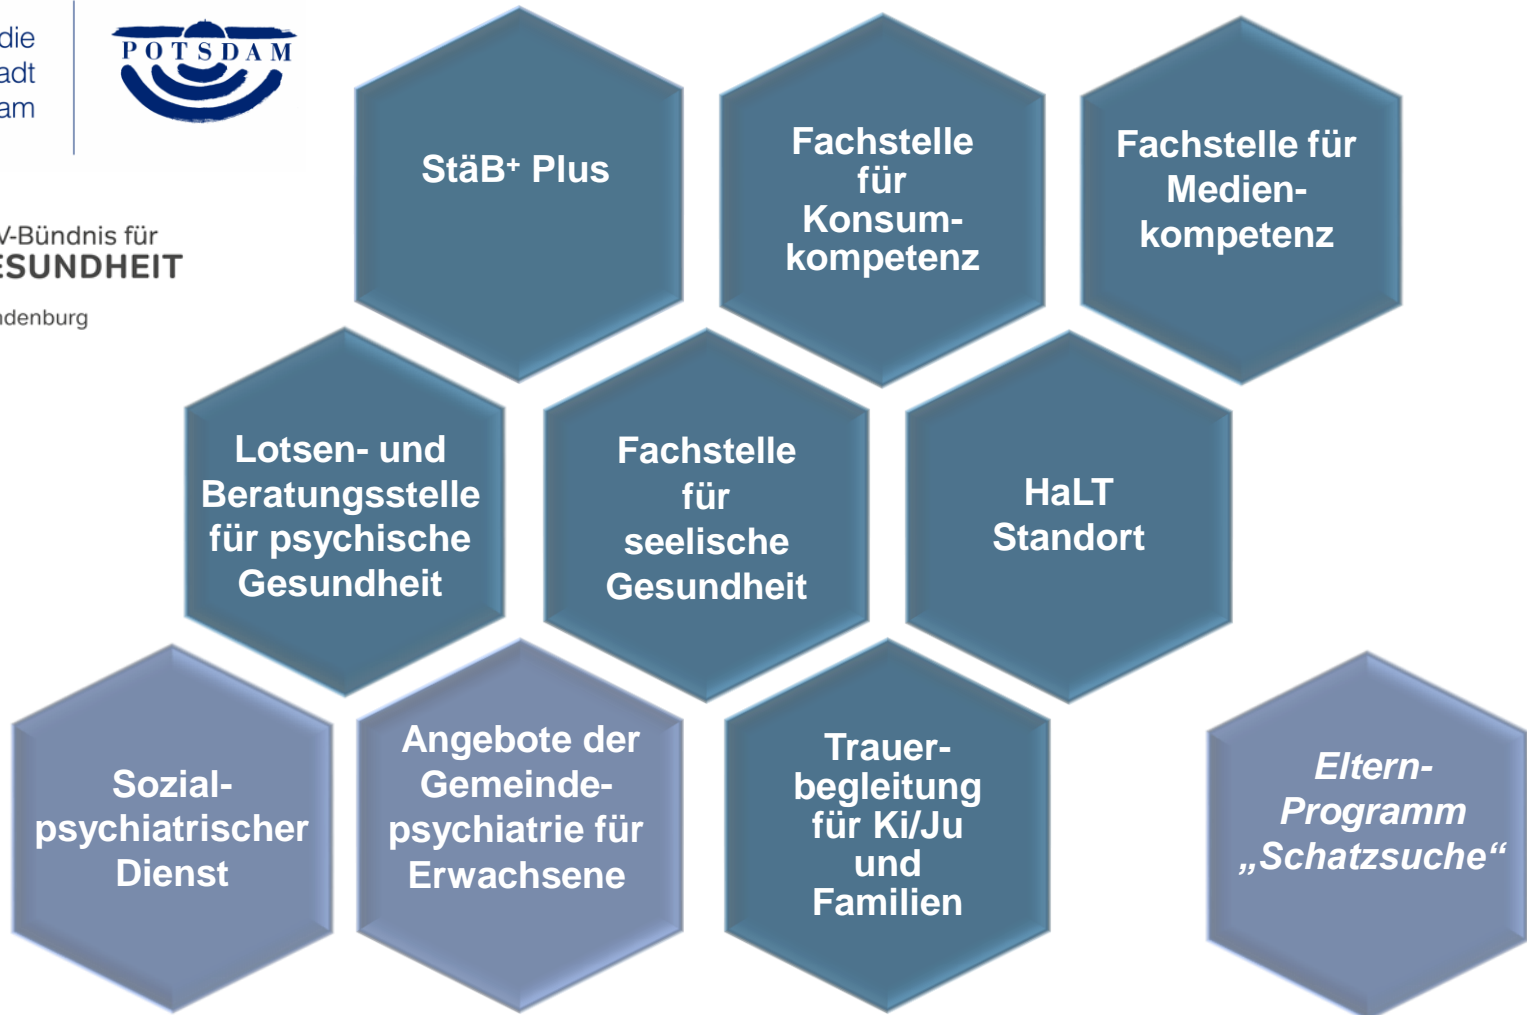 die
adt
am
POTSDAM
V-Bündnis für
ESUNDHEIT
ndenburg
StäB+ Plus
Fachstelle
für
Konsum-
kompetenz
Fachstelle für
Medien-
kompetenz
Lotsen- und
Beratungsstelle
für psychische
Gesundheit
Fachstelle
für
seelische
Gesundheit
HaLT
Standort
Sozial-
psychiatrischer
Dienst
Angebote der
Gemeinde-
psychiatrie für
Erwachsene
Trauer-
begleitung
für Ki/Ju
und
Familien
Eltern-
Programm
„Schatzsuche“